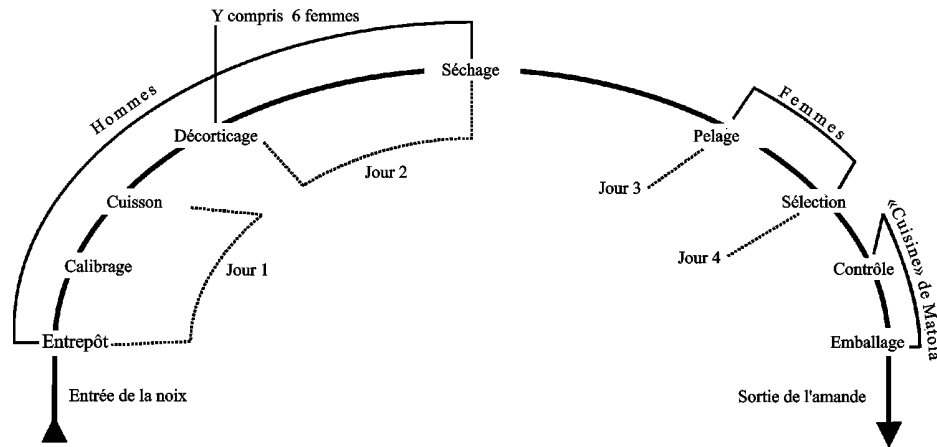 Y compris 6 femmes
Hommes
Séchage
Femmes
Décorticage
Pelage
Jour 2
Jour 3
Cuisson
Sélection
«Cuisine» de Matola
Jour 4
Calibrage
Jour 1
Contrôle
Entrepôt
Emballage
Entrée de la noix
Sortie de l'amande